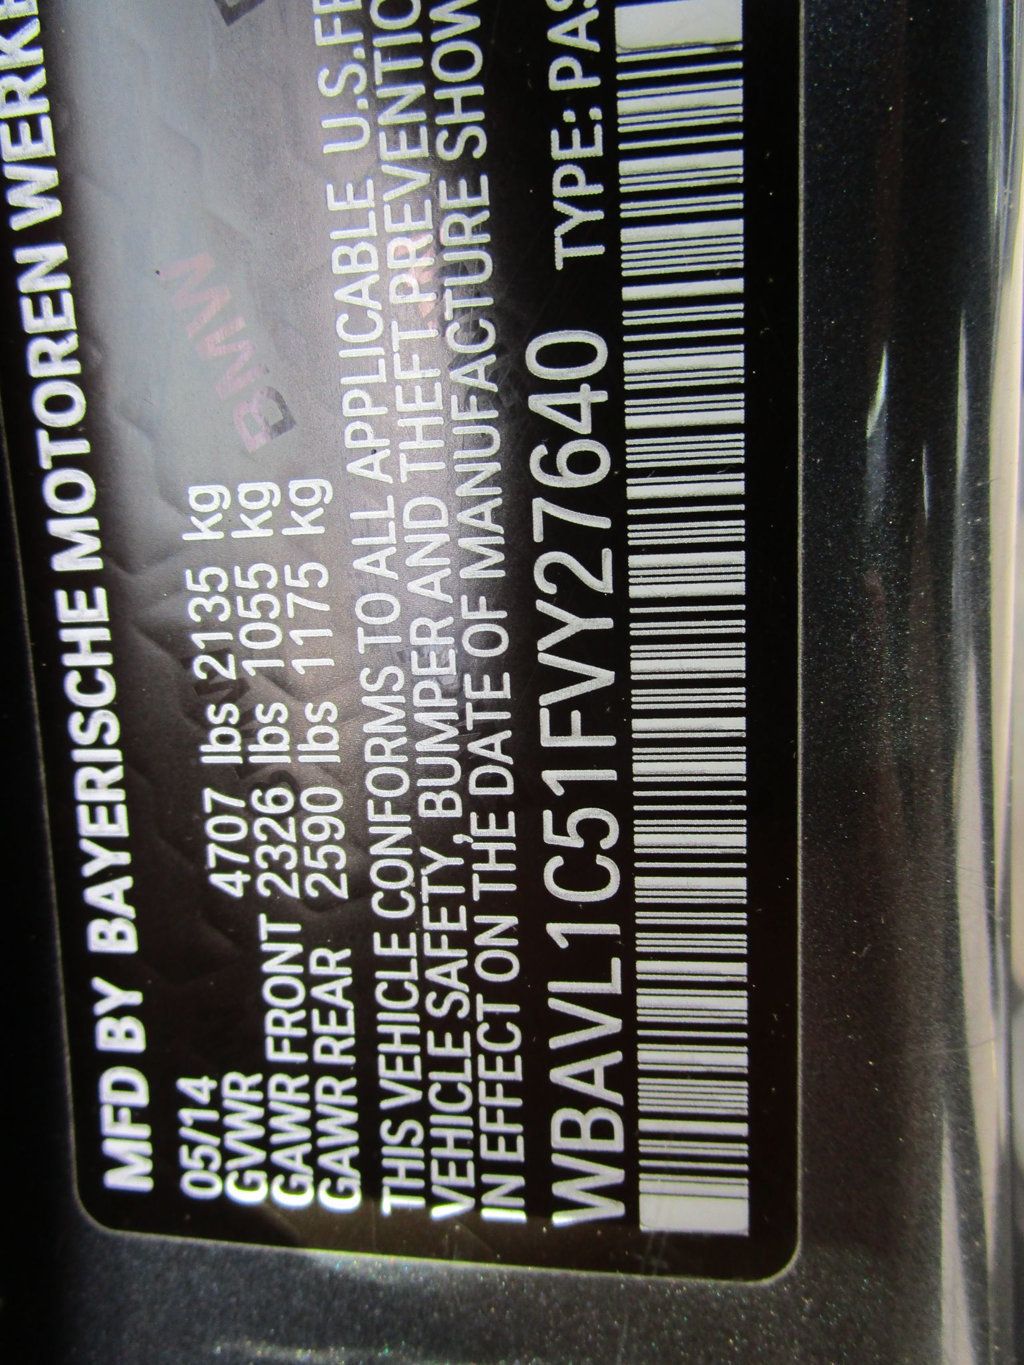 MFD BY BAYERISCHE MOTOREN WERKE
05/14
GVWR 4707 lbs 2135 kg
GAWR FRONT 2326 lbs 1055 kg
GAWR REAR 2590 lbs 1175 kg
THIS VEHICLE CONFORMS TO ALL APPLICABLE U.S.FE
VEHICLE SAFETY, BUMPER AND THEFT PREVENTIO
IN EFFECT ON THE DATE OF MANUFACTURE SHOW
WBAVL1C51FVY27640 TYPE: PAS
BMW